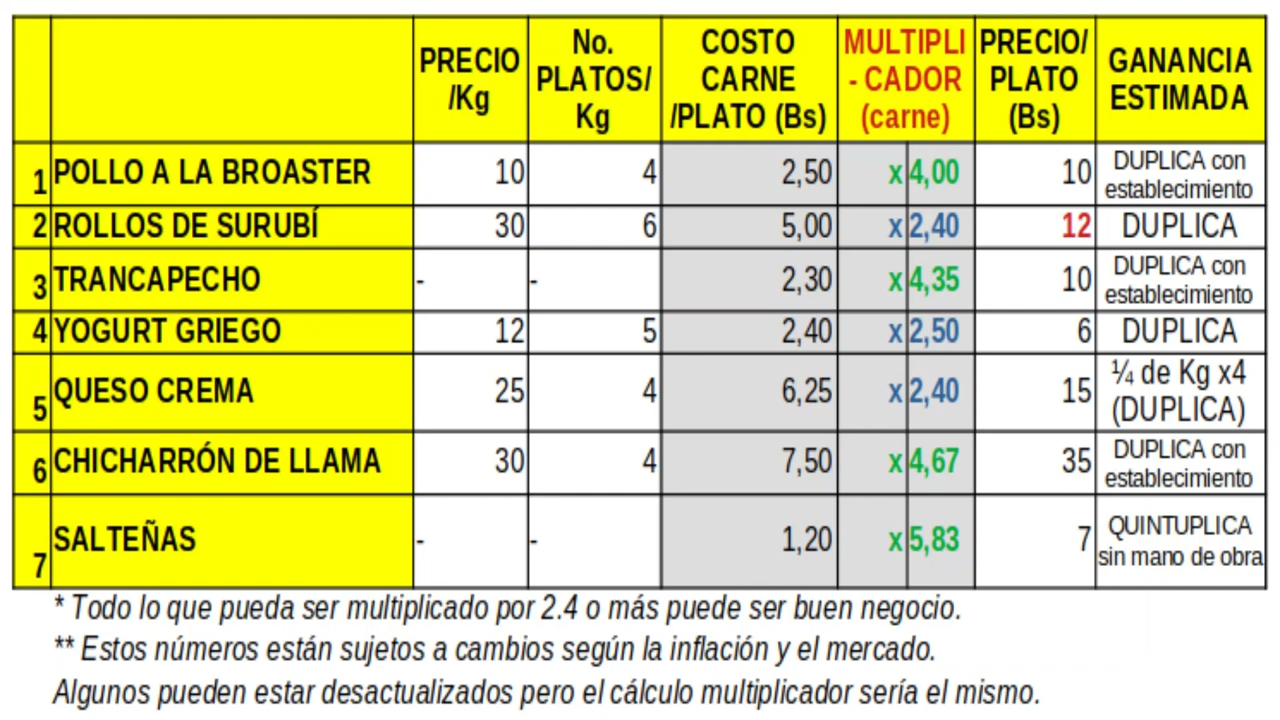 PRECIO /Kg No. PLATOS/ Kg COSTO CARNE /PLATO (Bs) MULTIPLI - CADOR (carne) PRECIO/ PLATO (Bs) GANANCIA ESTIMADA
1 POLLO A LA BROASTER 10 4 2,50 x 4,00 10 DUPLICA con establecimiento
2 ROLLOS DE SURUBÍ 30 6 5,00 x 2,40 12 DUPLICA
3 TRANCAPECHO - - 2,30 x 4,35 10 DUPLICA con establecimiento
4 YOGURT GRIEGO 12 5 2,40 x 2,50 6 DUPLICA
5 QUESO CREMA 25 4 6,25 x 2,40 15 ¼ de Kg x4 (DUPLICA)
6 CHICHARRÓN DE LLAMA 30 4 7,50 x 4,67 35 DUPLICA con establecimiento
7 SALTEÑAS - - 1,20 x 5,83 7 QUINTUPLICA sin mano de obra
* Todo lo que pueda ser multiplicado por 2.4 o más puede ser buen negocio.
** Estos números están sujetos a cambios según la inflación y el mercado.
Algunos pueden estar desactualizados pero el cálculo multiplicador sería el mismo.